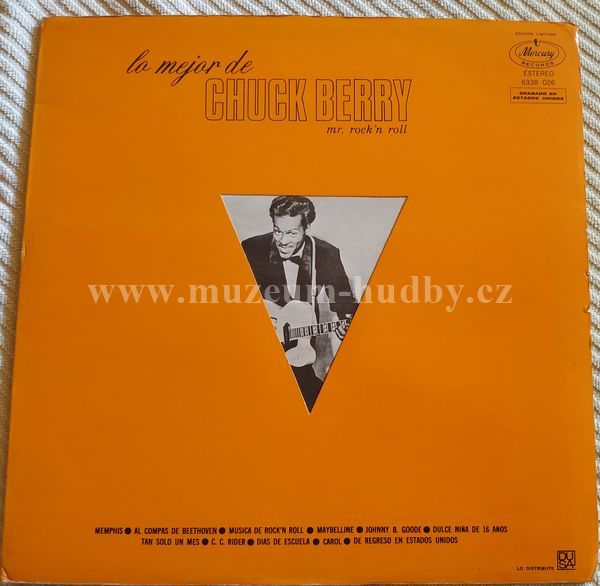 EDICION LIMITADA
Mercury
RECORDS
ESTEREO
6338 026
GRABADO EN
ESTADOS UNIDOS
lo mejor de
CHUCK BERRY
mr. rock'n roll
www.muzeum-hudby.cz
MEMPHIS ● AL COMPAS DE BEETHOVEN ● MUSICA DE ROCK'N ROLL ● MAYBELLINE ● JOHNNY B. GOODE ● DULCE NIÑA DE 16 AÑOS
TAN SOLO UN MES ● C. C. RIDER ● DIAS DE ESCUELA ● CAROL ● DE REGRESO EN ESTADOS UNIDOS
LO DISTRIBUYE
DU
SA